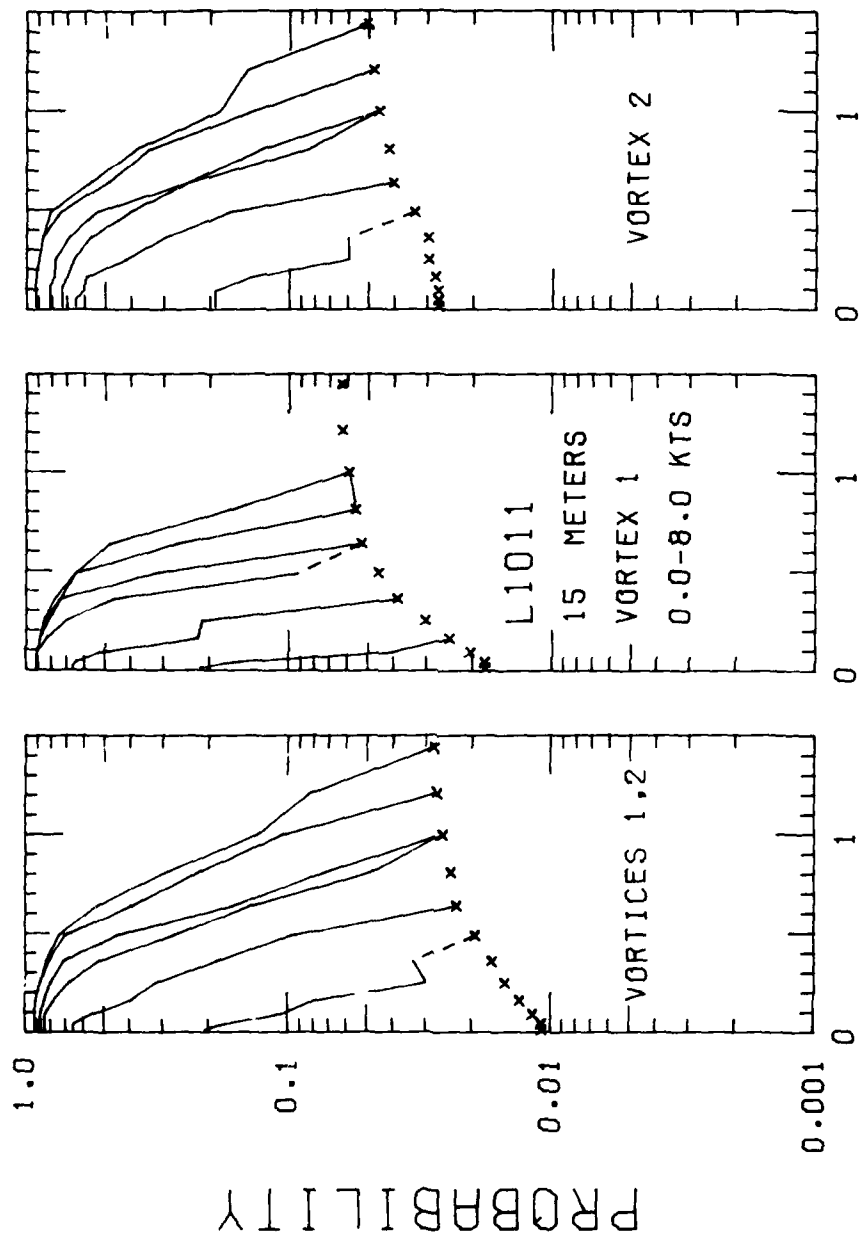 PROBABILITY
1.0
0.1
0.01
0.001
VORTICES 1,2
0
1
L1011
15 METERS
VORTEX 1
0.0-8.0 KTS
0
1
VORTEX 2
0
1